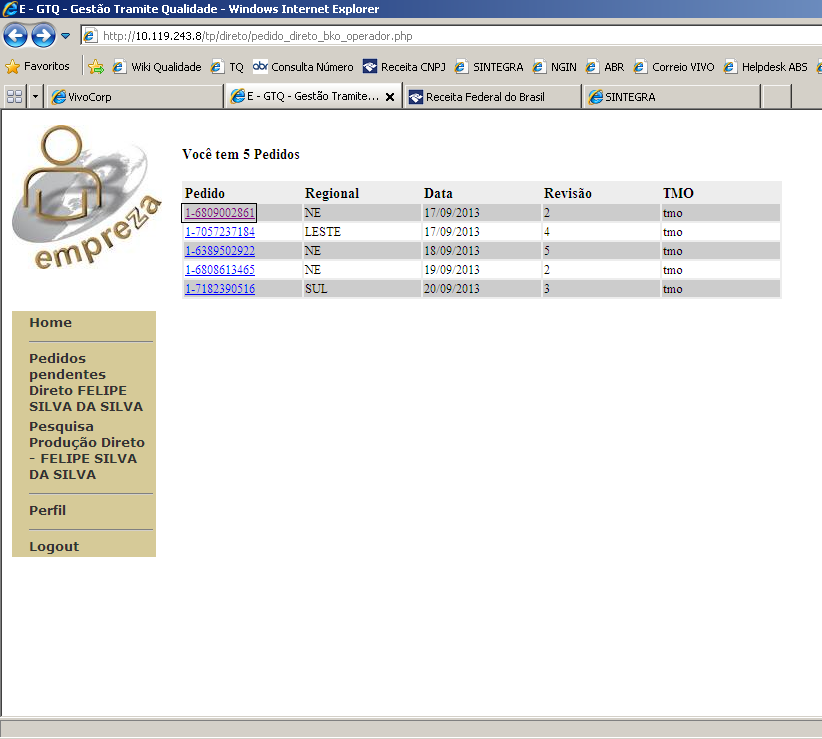 E - GTQ - Gestão Tramite Qualidade - Windows Internet Explorer
http://10.119.243.8/tp/direto/pedido_direto_bko_operador.php
Favoritos Wiki Qualidade TQ abr Consulta Número Receita CNPJ SINTEGRA NGIN ABR Correio VIVO Helpdesk ABS
VivoCorp E - GTQ - Gestão Tramite... Receita Federal do Brasil SINTEGRA
empreza
Você tem 5 Pedidos
Pedido Regional Data Revisão TMO
1-6809002861 NE 17/09/2013 2 tmo
1-7057237184 LESTE 17/09/2013 4 tmo
1-6389502922 NE 18/09/2013 5 tmo
1-6808613465 NE 19/09/2013 2 tmo
1-7182390516 SUL 20/09/2013 3 tmo
Home
Pedidos
pendentes
Direto FELIPE
SILVA DA SILVA
Pesquisa
Produção Direto
- FELIPE SILVA
DA SILVA
Perfil
Logout